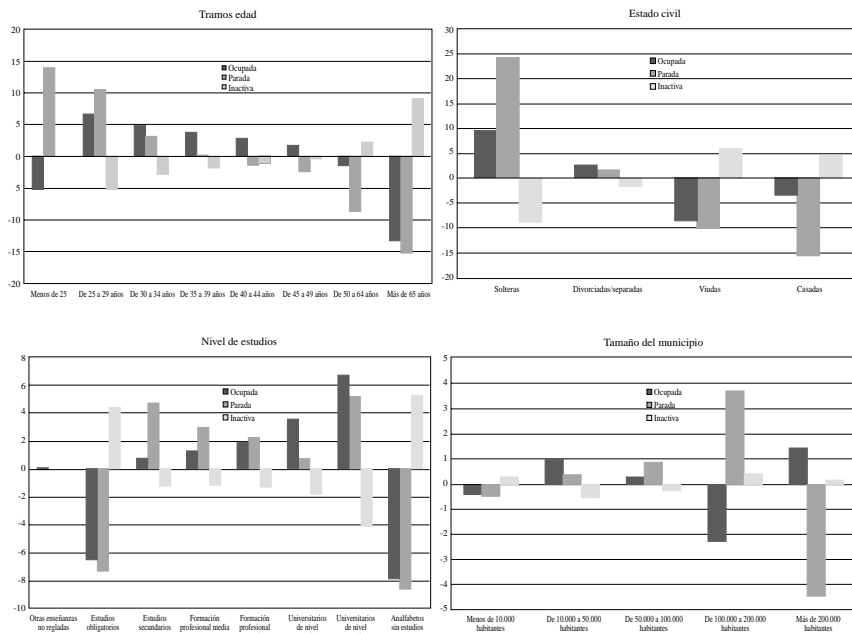 Tramos edad
20
15
10
5
0
5
-10
-15
-20
Ocupada
Parada
Inactiva
Menos de 25
De 25 a 29 años
De 30 a 34 años
De 35 a 39 años
De 40 a 44 años
De 45 a 49 años
De 50 a 64 años
Más de 65 años
Estado civil
30
25
20
15
10
5
0
-5
-10
-15
-20
Ocupada
Parada
Inactiva
Solteras
Divorciadas/separadas
Viudas
Casadas
Nivel de estudios
8
6
4
2
0
-2
-4
-6
-8
-10
Ocupada
Parada
Inactiva
Otras enseñanzas
no regladas
Estudios
obligatorios
Estudios
secundarios
Formación
profesional media
Formación
profesional
Universitarios
de nivel
Universitarios
de nivel
Analfabetos
sin estudios
Tamaño del municipio
5
4
3
2
1
0
-1
-2
-3
-4
-5
Ocupada
Parada
Inactiva
Menos de 10.000
habitantes
De 10.000 a 50.000
habitantes
De 50.000 a 100.000
habitantes
De 100.000 a 200.000
habitantes
Más de 200.000
habitantes